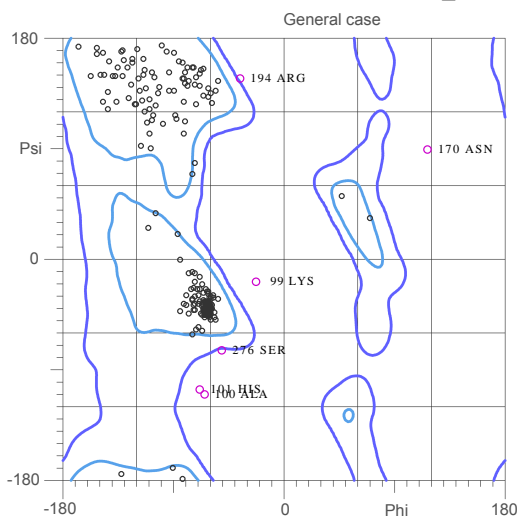 General case
180
194 ARG
Psi
170 ASN
0
99 LYS
276 SER
101 HIS
100 ALA
-180
-180 0 Phi 180